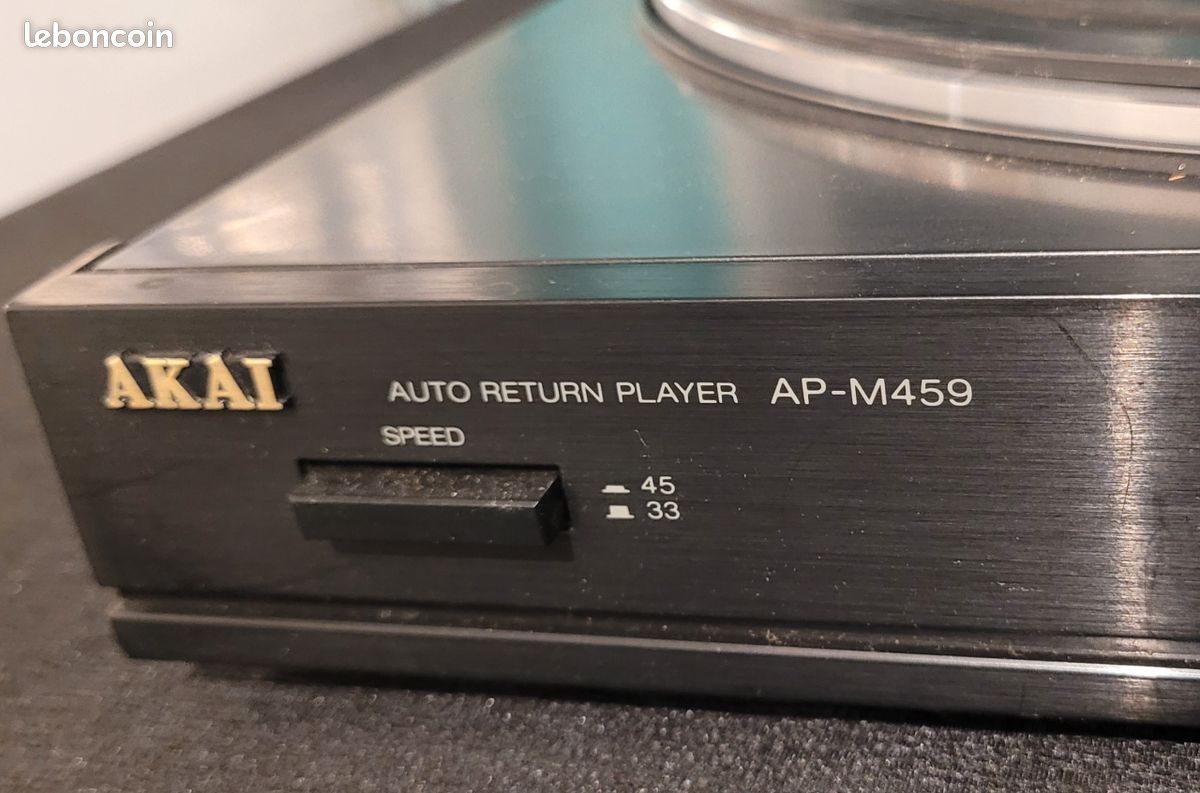 leboncoin
AKAI
AUTO RETURN PLAYER AP-M459
SPEED
45
33